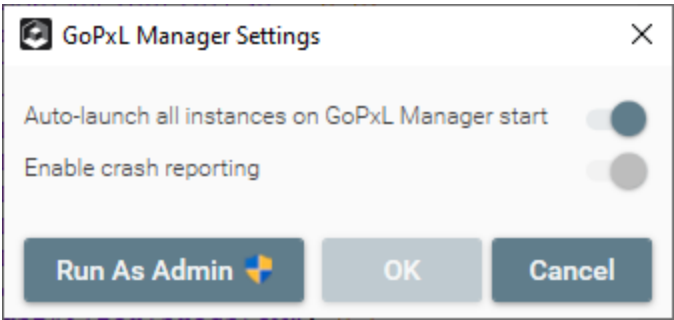 GoPxL Manager Settings
Auto-launch all instances on GoPxL Manager start
Enable crash reporting
Run As Admin
OK
Cancel